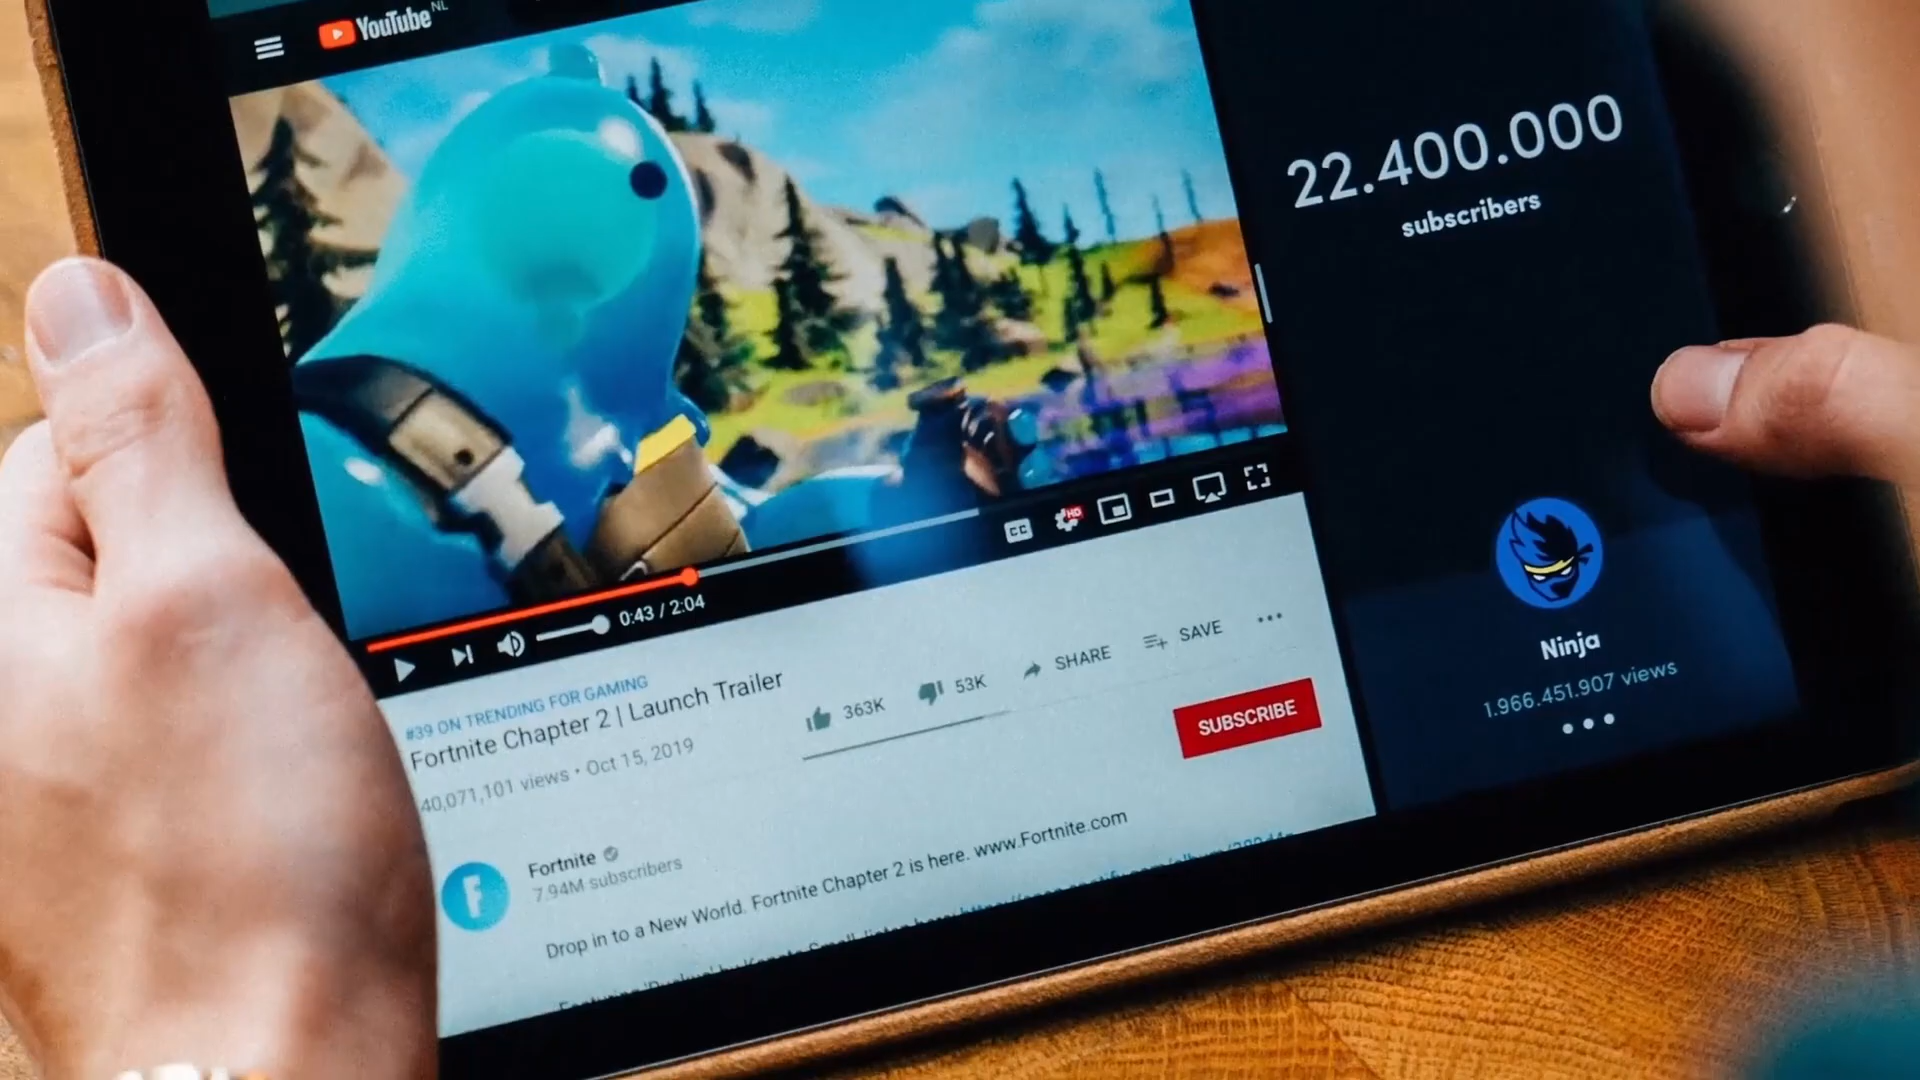 YouTube NL
CC
HD
0:43 / 2:04
#39 ON TRENDING FOR GAMING
Fortnite Chapter 2 | Launch Trailer
40,071,101 views • Oct 15, 2019
363K
53K
SHARE
SAVE
SUBSCRIBE
Fortnite
7.94M subscribers
Drop in to a New World. Fortnite Chapter 2 is here. www.Fortnite.com
22.400.000
subscribers
Ninja
1.966.451.907 views